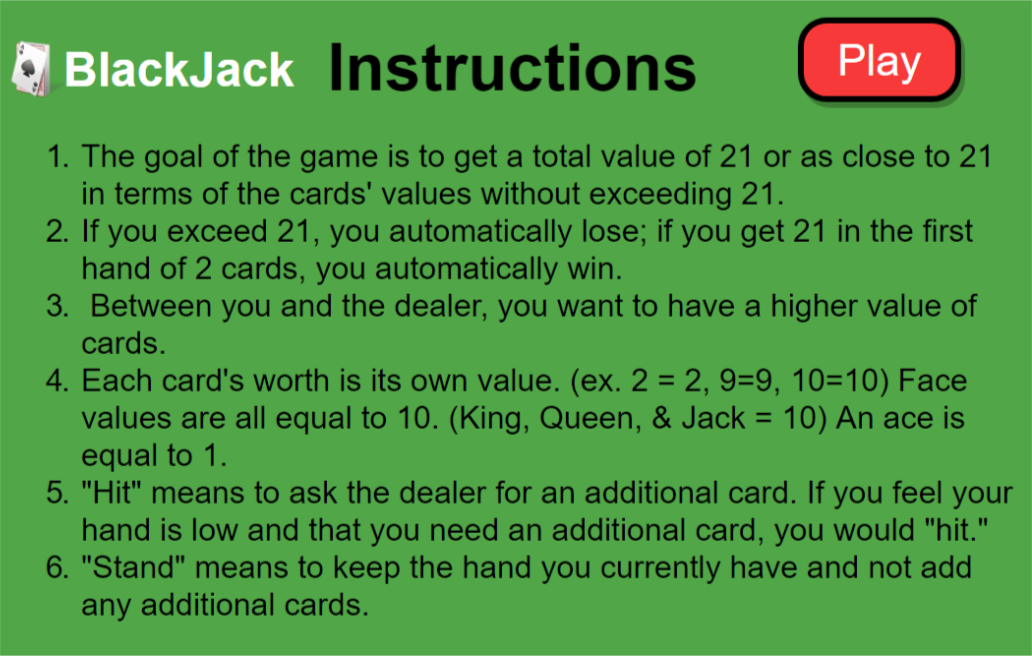 BlackJack Instructions Play
1. The goal of the game is to get a total value of 21 or as close to 21
in terms of the cards' values without exceeding 21.
2. If you exceed 21, you automatically lose; if you get 21 in the first
hand of 2 cards, you automatically win.
3. Between you and the dealer, you want to have a higher value of
cards.
4. Each card's worth is its own value. (ex. 2 = 2, 9=9, 10=10) Face
values are all equal to 10. (King, Queen, & Jack = 10) An ace is
equal to 1.
5. "Hit" means to ask the dealer for an additional card. If you feel your
hand is low and that you need an additional card, you would "hit."
6. "Stand" means to keep the hand you currently have and not add
any additional cards.